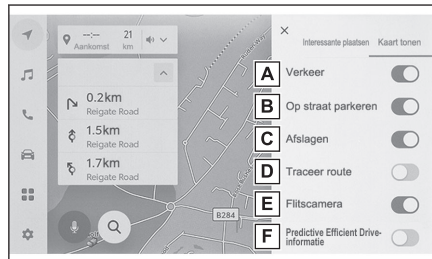 --:-- 21
Aankomst km
0.2km
Reigate Road
1.5km
Reigate Road
1.7km
Reigate Road
B284
Interessante plaatsen Kaart tonen
A Verkeer
B Op straat parkeren
C Afslagen
D Traceer route
E Flitscamera
F Predictive Efficient Drive-
informatie